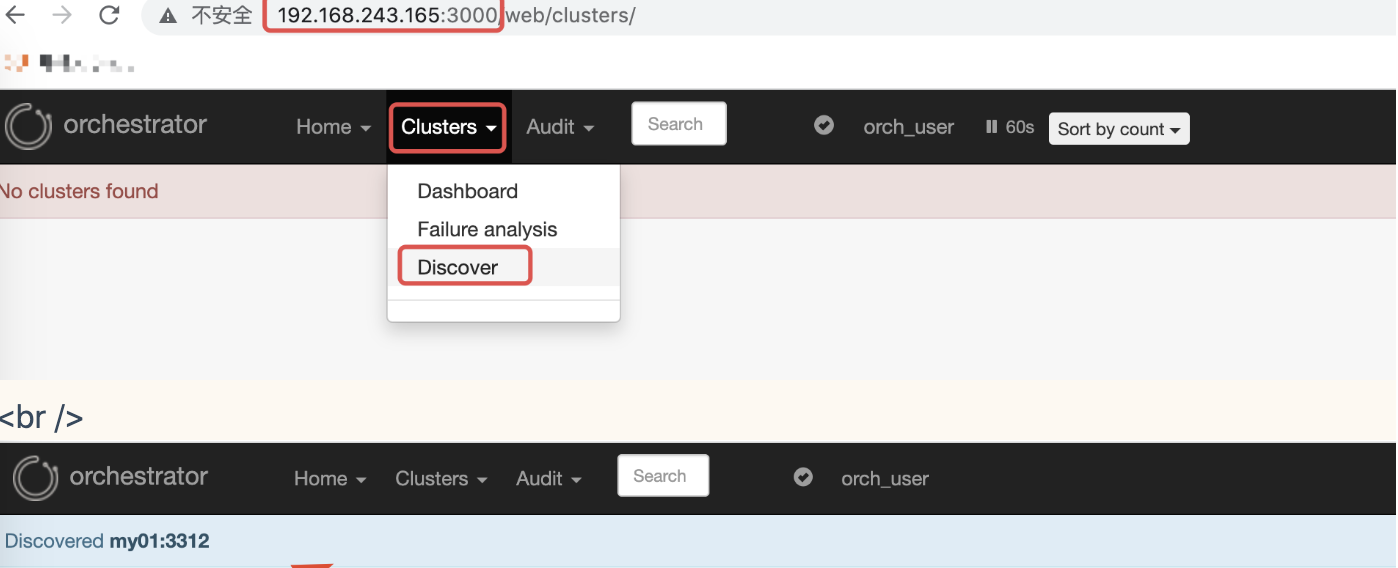 不安全 192.168.243.165:3000/web/clusters/
orchestrator Home Clusters Audit Search orch_user 60s Sort by count
No clusters found
Dashboard
Failure analysis
Discover
<br />
orchestrator Home Clusters Audit Search orch_user
Discovered my01:3312